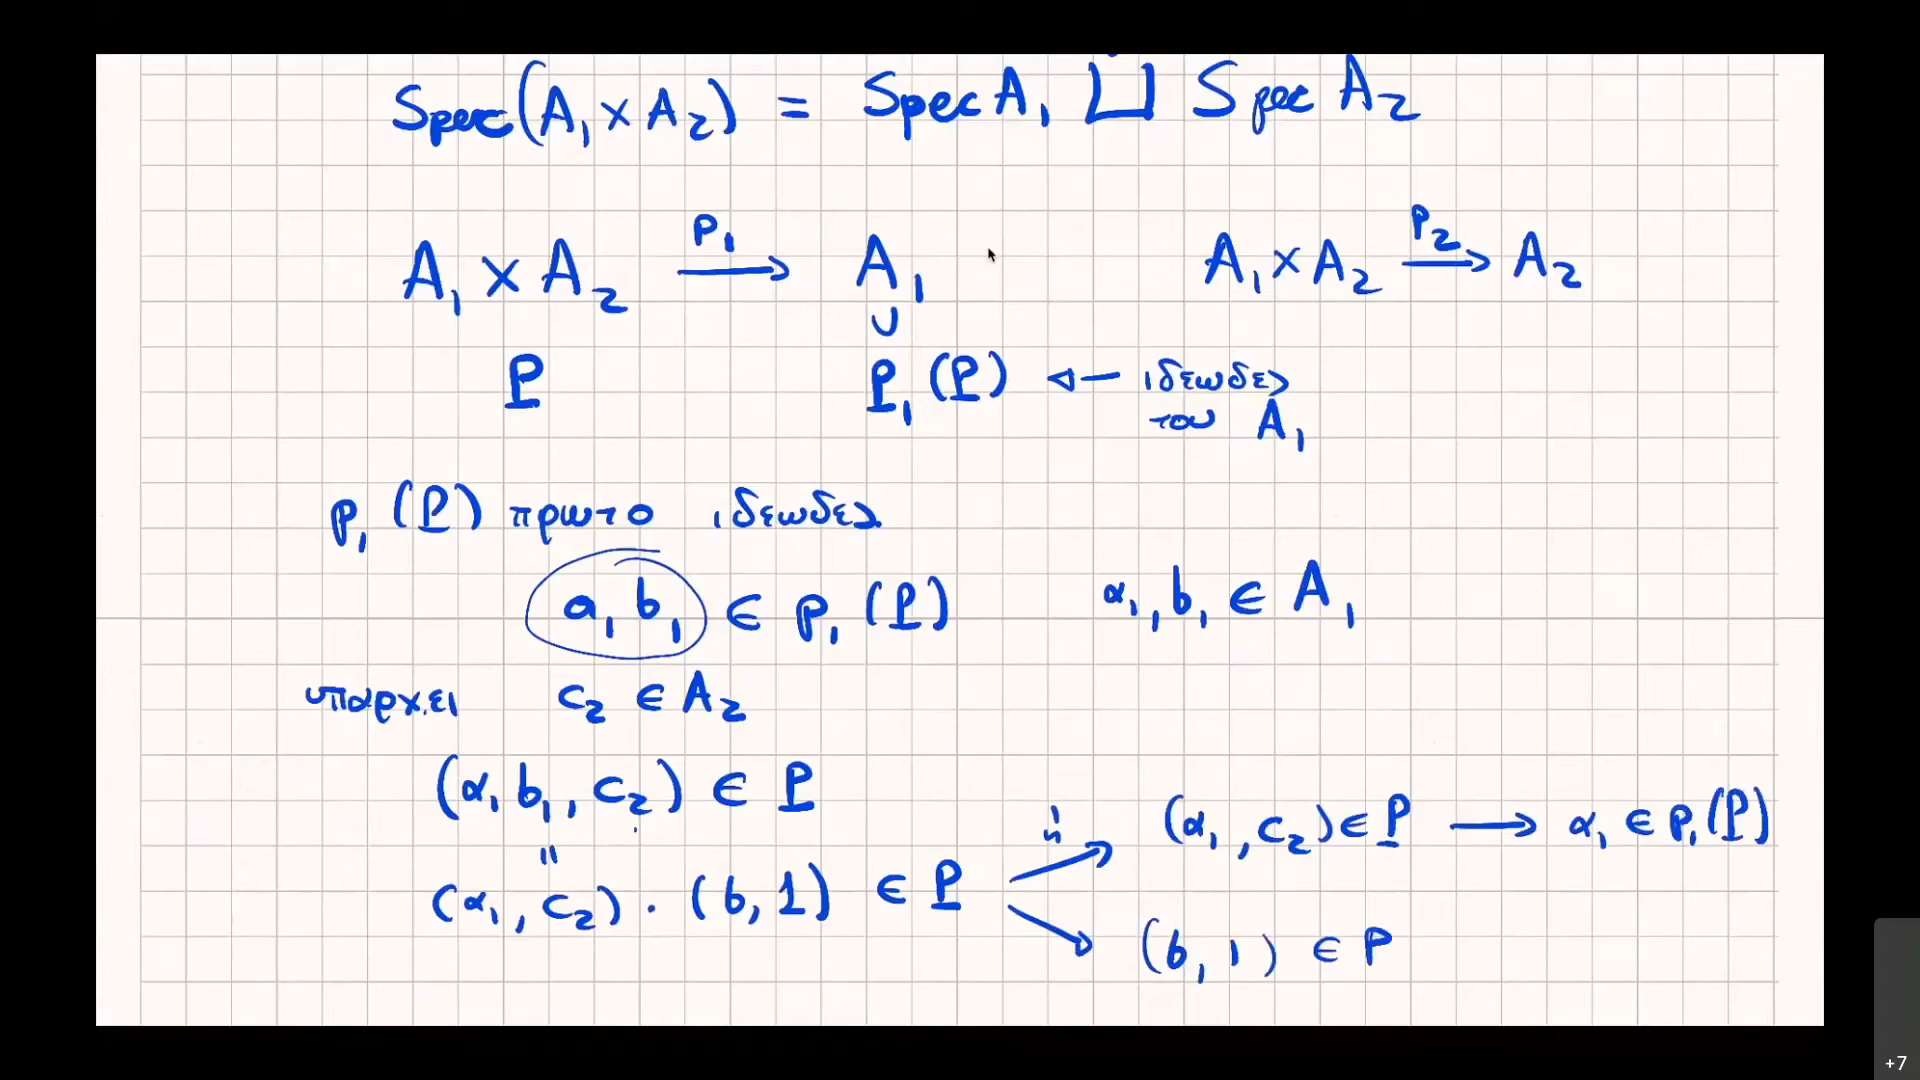 Spec(A₁×A₂) = Spec A₁ ⨆ Spec A₂
A₁ × A₂ —p₁→ A₁ A₁×A₂ —p₂→ A₂
∪
P p₁(P) ◁— ιδεωδες
του A₁
p₁(P) πρωτο ιδεωδες.
a₁b₁ ∈ p₁(P) α₁, b₁ ∈ A₁
υπαρχει c₂ ∈ A₂
(α₁b₁, c₂) ∈ P
ή (α₁, c₂) ∈ P ⟶ α₁ ∈ p₁(P)
"
(α₁, c₂) · (b, 1) ∈ P
(b, 1) ∈ P
+7